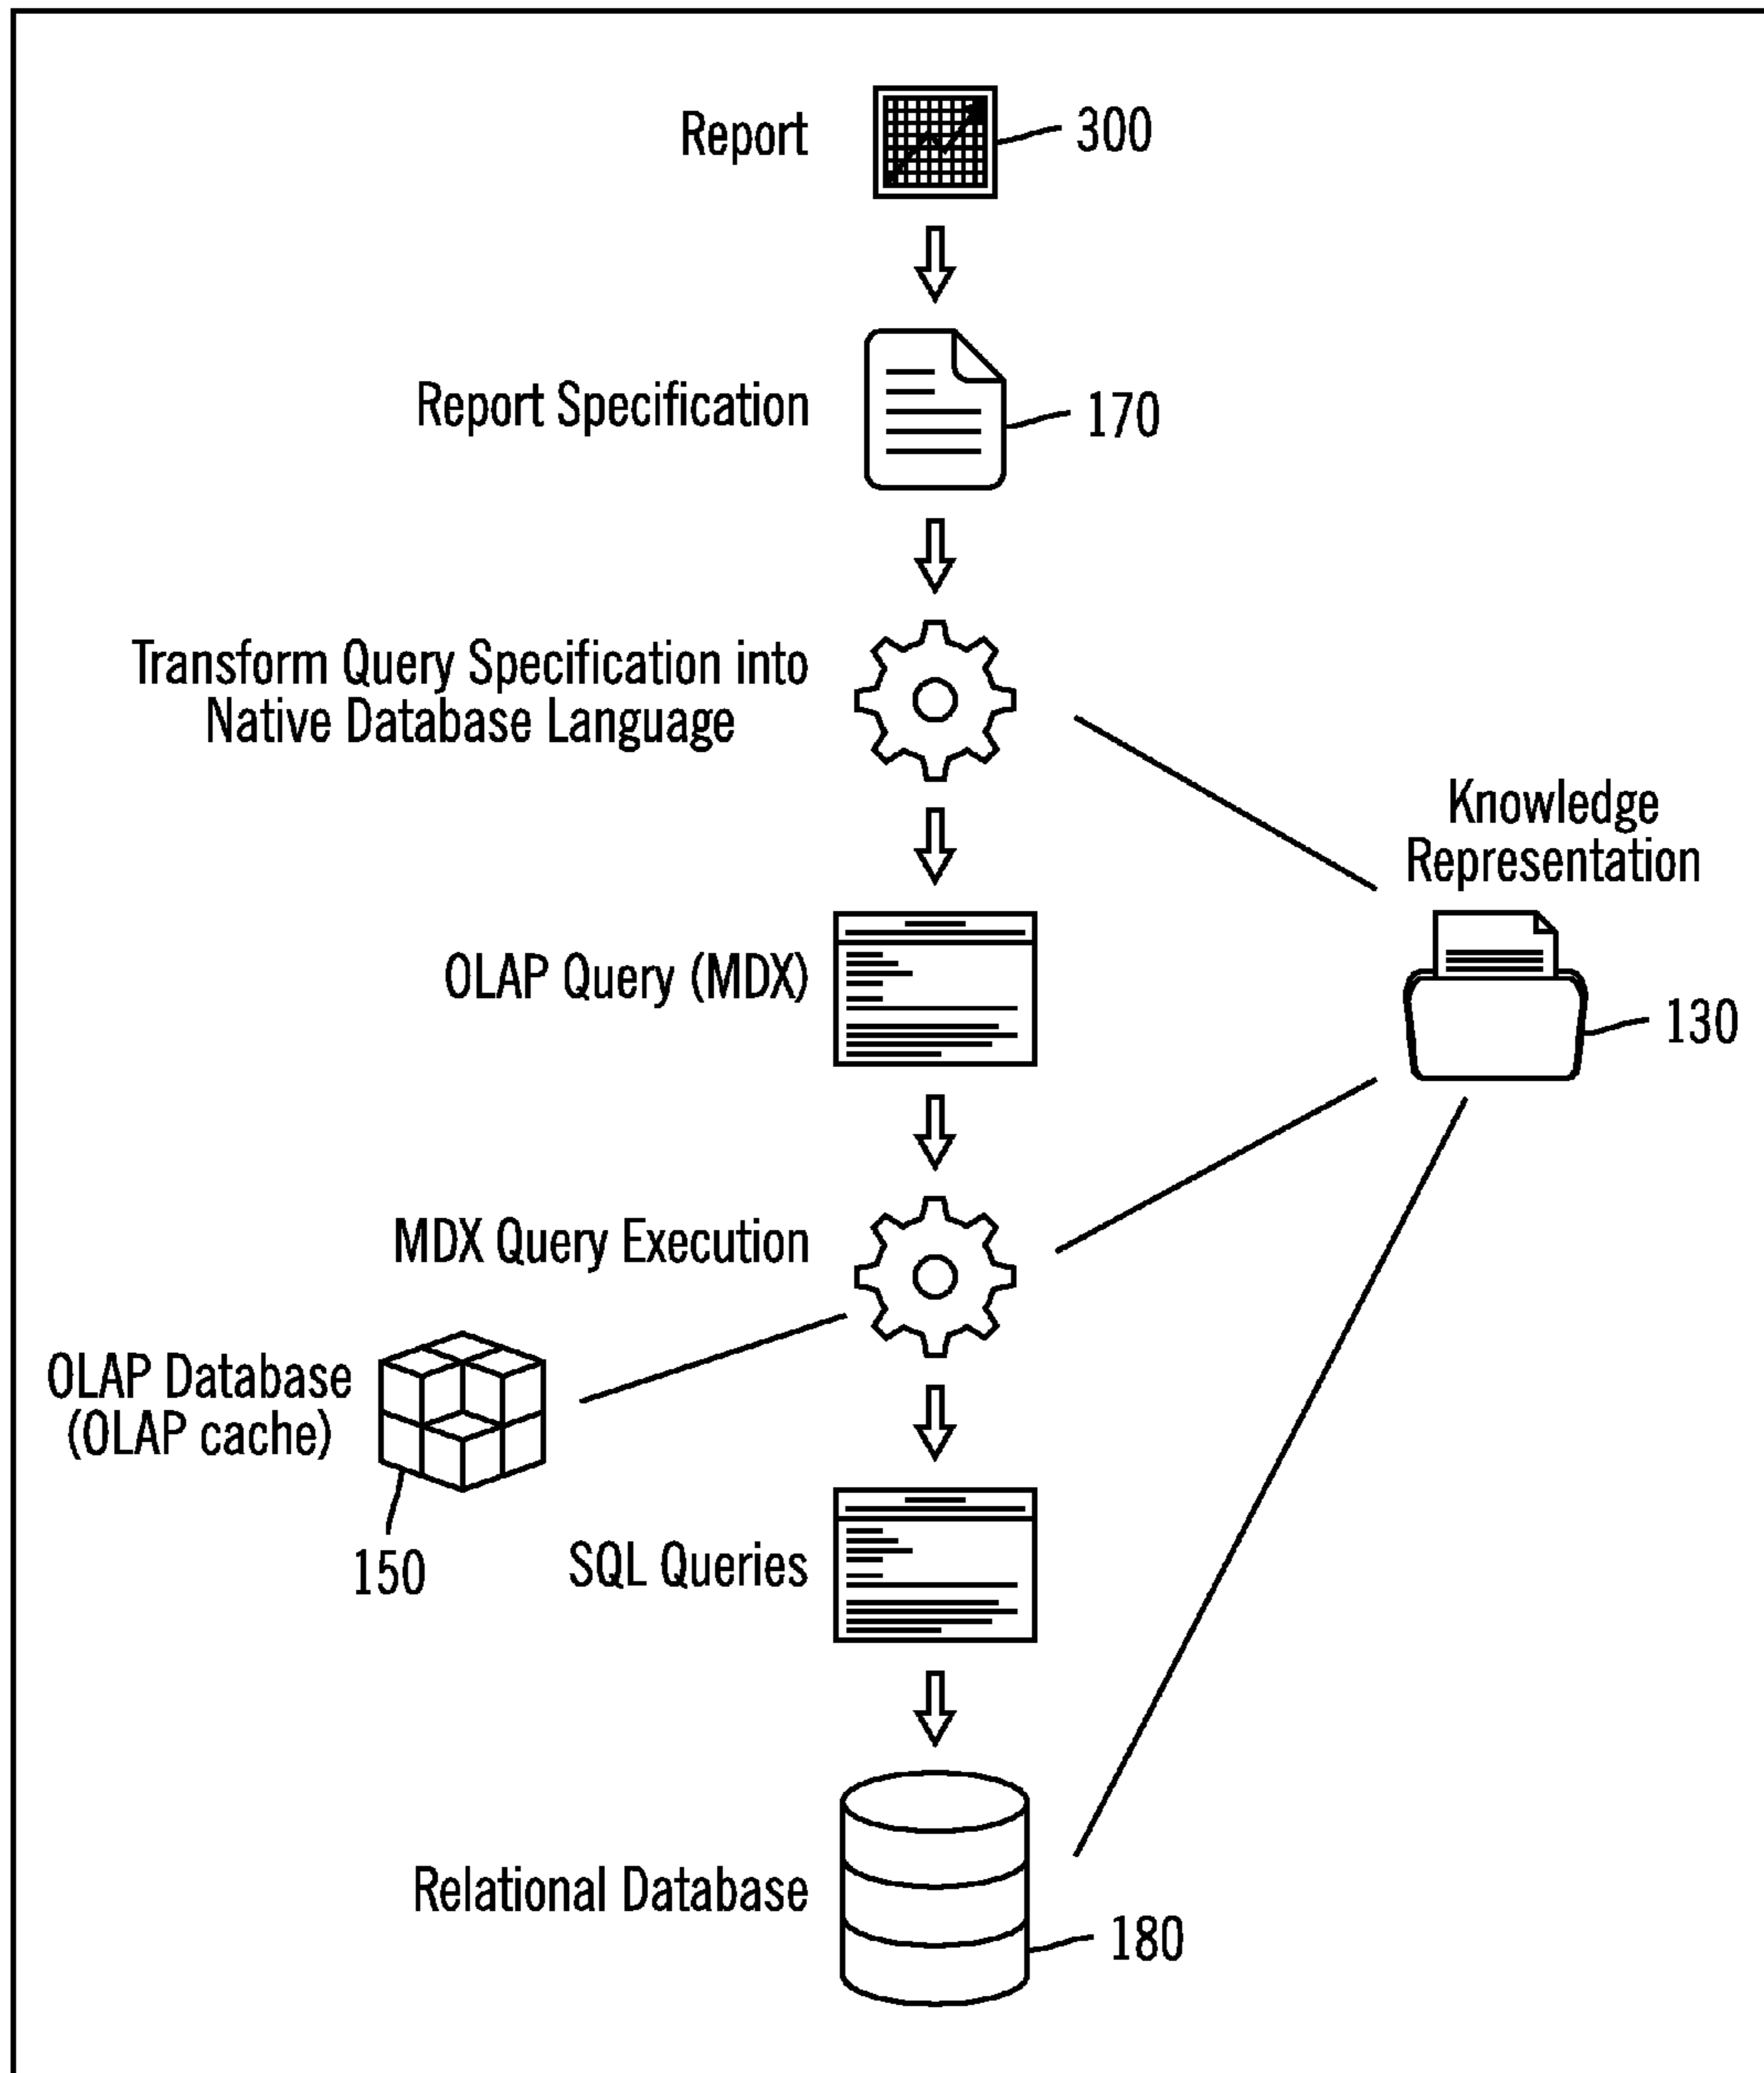 Report
300
Report Specification
170
Transform Query Specification into
Native Database Language
Knowledge
Representation
OLAP Query (MDX)
130
MDX Query Execution
OLAP Database
(OLAP cache)
150
SQL Queries
Relational Database
180